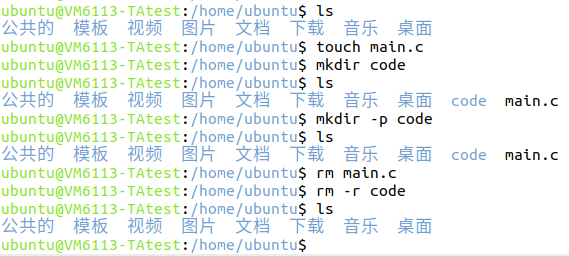 ubuntu@VM6113-TAtest:/home/ubuntu$ ls
公共的 模板 视频 图片 文档 下载 音乐 桌面
ubuntu@VM6113-TAtest:/home/ubuntu$ touch main.c
ubuntu@VM6113-TAtest:/home/ubuntu$ mkdir code
ubuntu@VM6113-TAtest:/home/ubuntu$ ls
公共的 模板 视频 图片 文档 下载 音乐 桌面 code main.c
ubuntu@VM6113-TAtest:/home/ubuntu$ mkdir -p code
ubuntu@VM6113-TAtest:/home/ubuntu$ ls
公共的 模板 视频 图片 文档 下载 音乐 桌面 code main.c
ubuntu@VM6113-TAtest:/home/ubuntu$ rm main.c
ubuntu@VM6113-TAtest:/home/ubuntu$ rm -r code
ubuntu@VM6113-TAtest:/home/ubuntu$ ls
公共的 模板 视频 图片 文档 下载 音乐 桌面
ubuntu@VM6113-TAtest:/home/ubuntu$